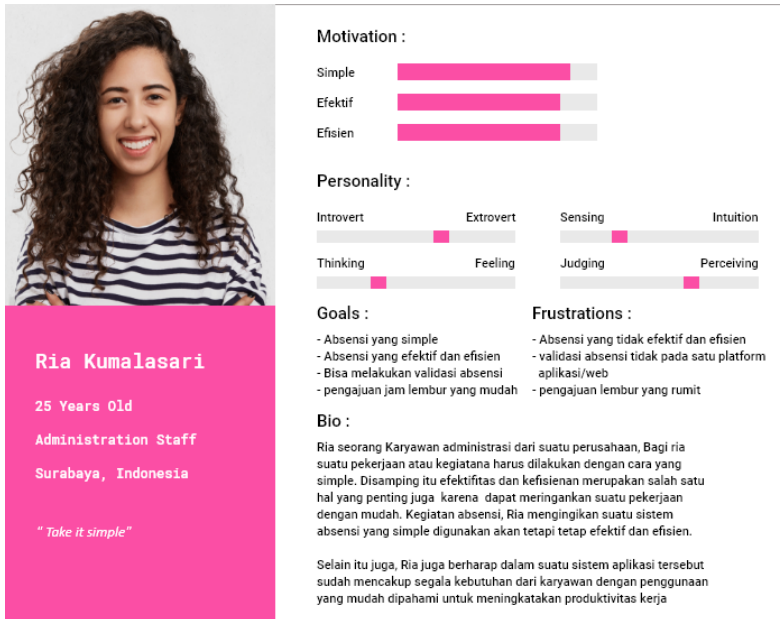 Ria Kumalasari
25 Years Old
Administration Staff
Surabaya, Indonesia
“ Take it simple”
Motivation :
Simple
Efektif
Efisien
Personality :
Introvert Extrovert
Sensing Intuition
Thinking Feeling
Judging Perceiving
Goals :
- Absensi yang simple
- Absensi yang efektif dan efisien
- Bisa melakukan validasi absensi
- pengajuan jam lembur yang mudah
Frustrations :
- Absensi yang tidak efektif dan efisien
- validasi absensi tidak pada satu platform
aplikasi/web
- pengajuan lembur yang rumit
Bio :
Ria seorang Karyawan administrasi dari suatu perusahaan, Bagi ria
suatu pekerjaan atau kegiatana harus dilakukan dengan cara yang
simple. Disamping itu efektifitas dan kefisienan merupakan salah satu
hal yang penting juga karena dapat meringankan suatu pekerjaan
dengan mudah. Kegiatan absensi, Ria mengingikan suatu sistem
absensi yang simple digunakan akan tetapi tetap efektif dan efisien.
Selain itu juga, Ria juga berharap dalam suatu sistem aplikasi tersebut
sudah mencakup segala kebutuhan dari karyawan dengan penggunaan
yang mudah dipahami untuk meningkatakan produktivitas kerja